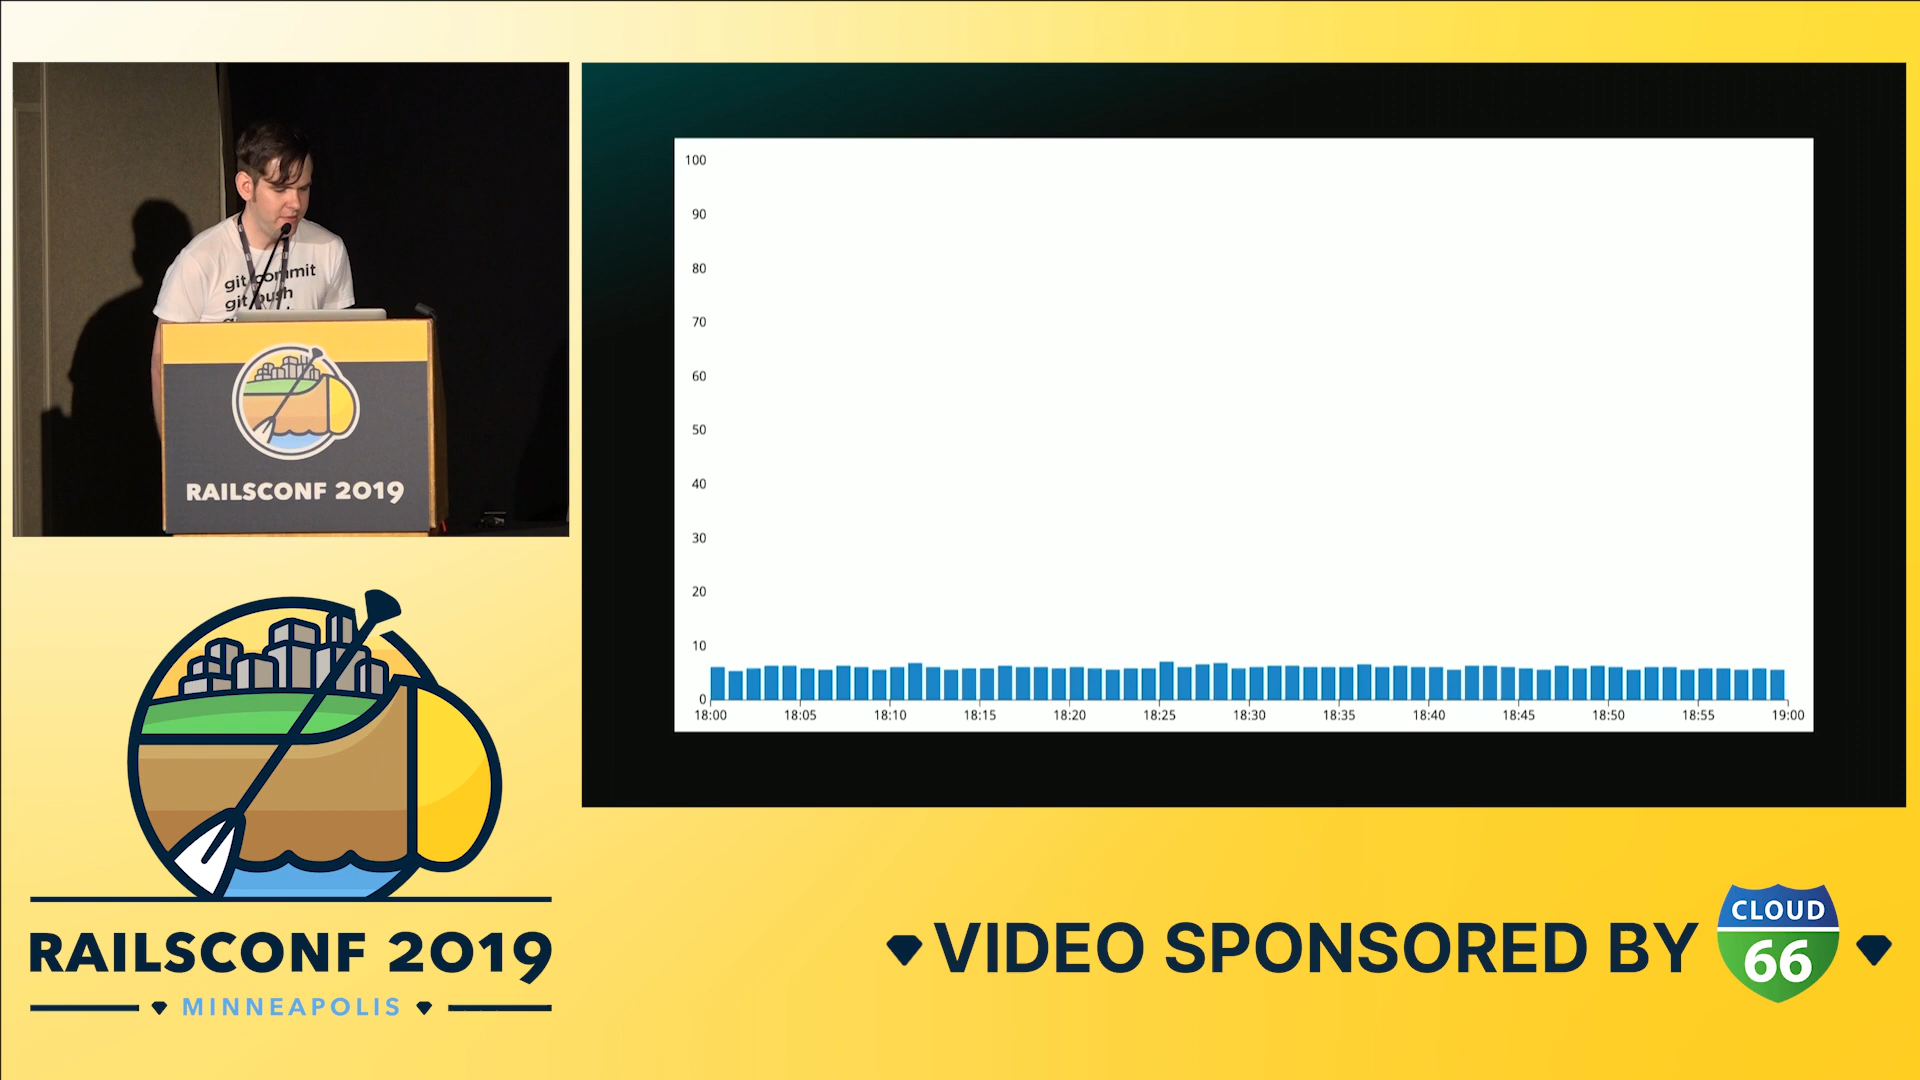 git commit
git push
RAILSCONF 2019
100
90
80
70
60
50
40
30
20
10
0
18:00 18:05 18:10 18:15 18:20 18:25 18:30 18:35 18:40 18:45 18:50 18:55 19:00
RAILSCONF 2019
MINNEAPOLIS
VIDEO SPONSORED BY
CLOUD
66